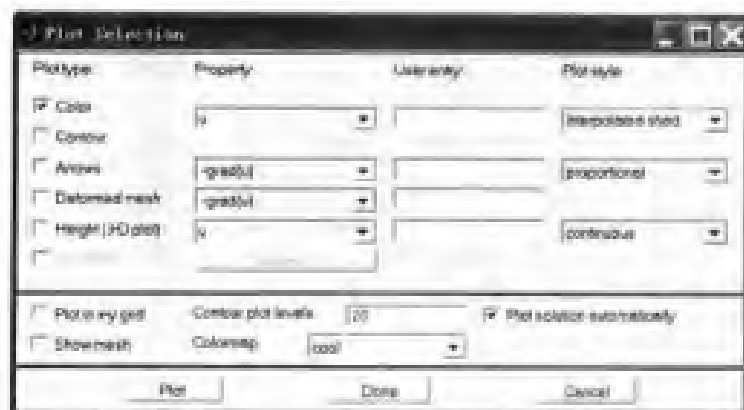 Plot Selection
Plot type: Property: User entry: Plot style:
Color u interpolated shad.
Contour
Arrows -grad(u) proportional
Deformed mesh -grad(u)
Height (3-D plot) u continuous
Plot in x-y grid Contour plot levels: 20 Plot solution automatically
Show mesh Colormap: cool
Plot Done Cancel